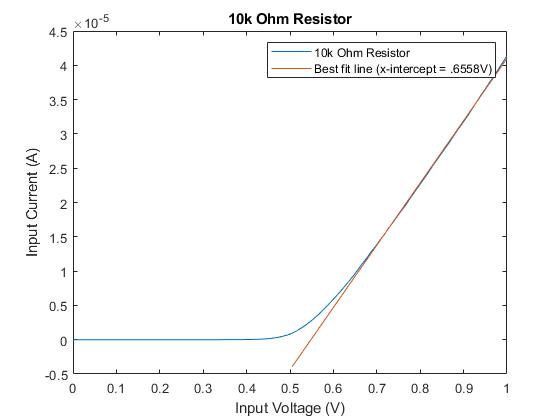 10k Ohm Resistor
×10⁻⁵
4.5
4
3.5
3
2.5
2
1.5
1
0.5
0
-0.5
Input Current (A)
10k Ohm Resistor
Best fit line (x-intercept = .6558V)
0 0.1 0.2 0.3 0.4 0.5 0.6 0.7 0.8 0.9 1
Input Voltage (V)